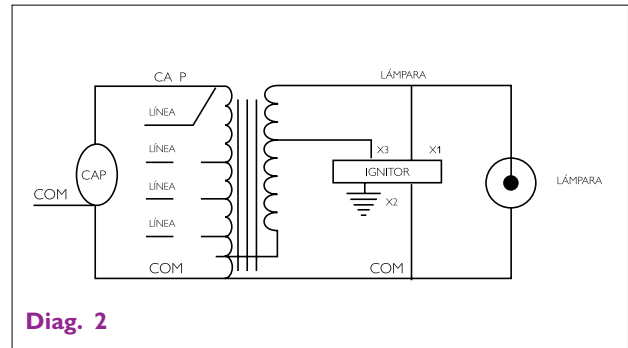 CA P
LÁMPARA
LÍNEA
LÍNEA
X3
X1
CAP
LÍNEA
IGNITOR
LÁMPARA
COM
X2
LÍNEA
COM
COM
Diag. 2